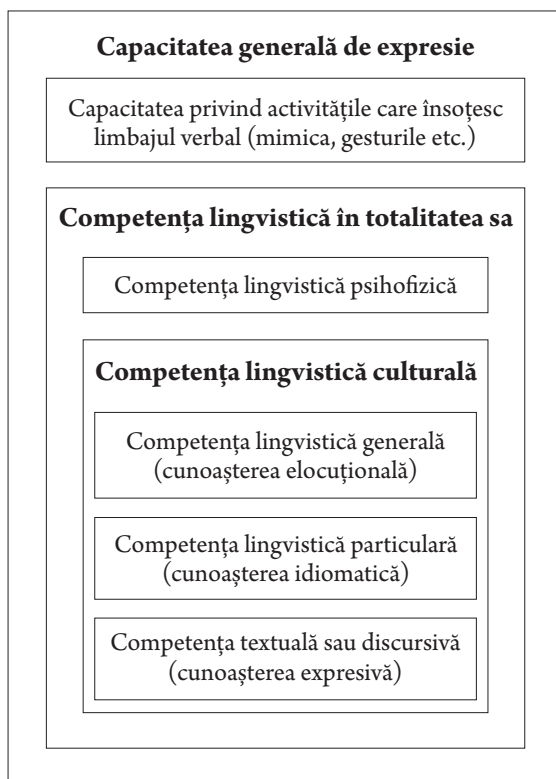 Capacitatea generală de expresie
Capacitatea privind activitățile care însoțesc
limbajul verbal (mimica, gesturile etc.)
Competența lingvistică în totalitatea sa
Competența lingvistică psihofizică
Competența lingvistică culturală
Competența lingvistică generală
(cunoașterea elocuțională)
Competența lingvistică particulară
(cunoașterea idiomatică)
Competența textuală sau discursivă
(cunoașterea expresivă)